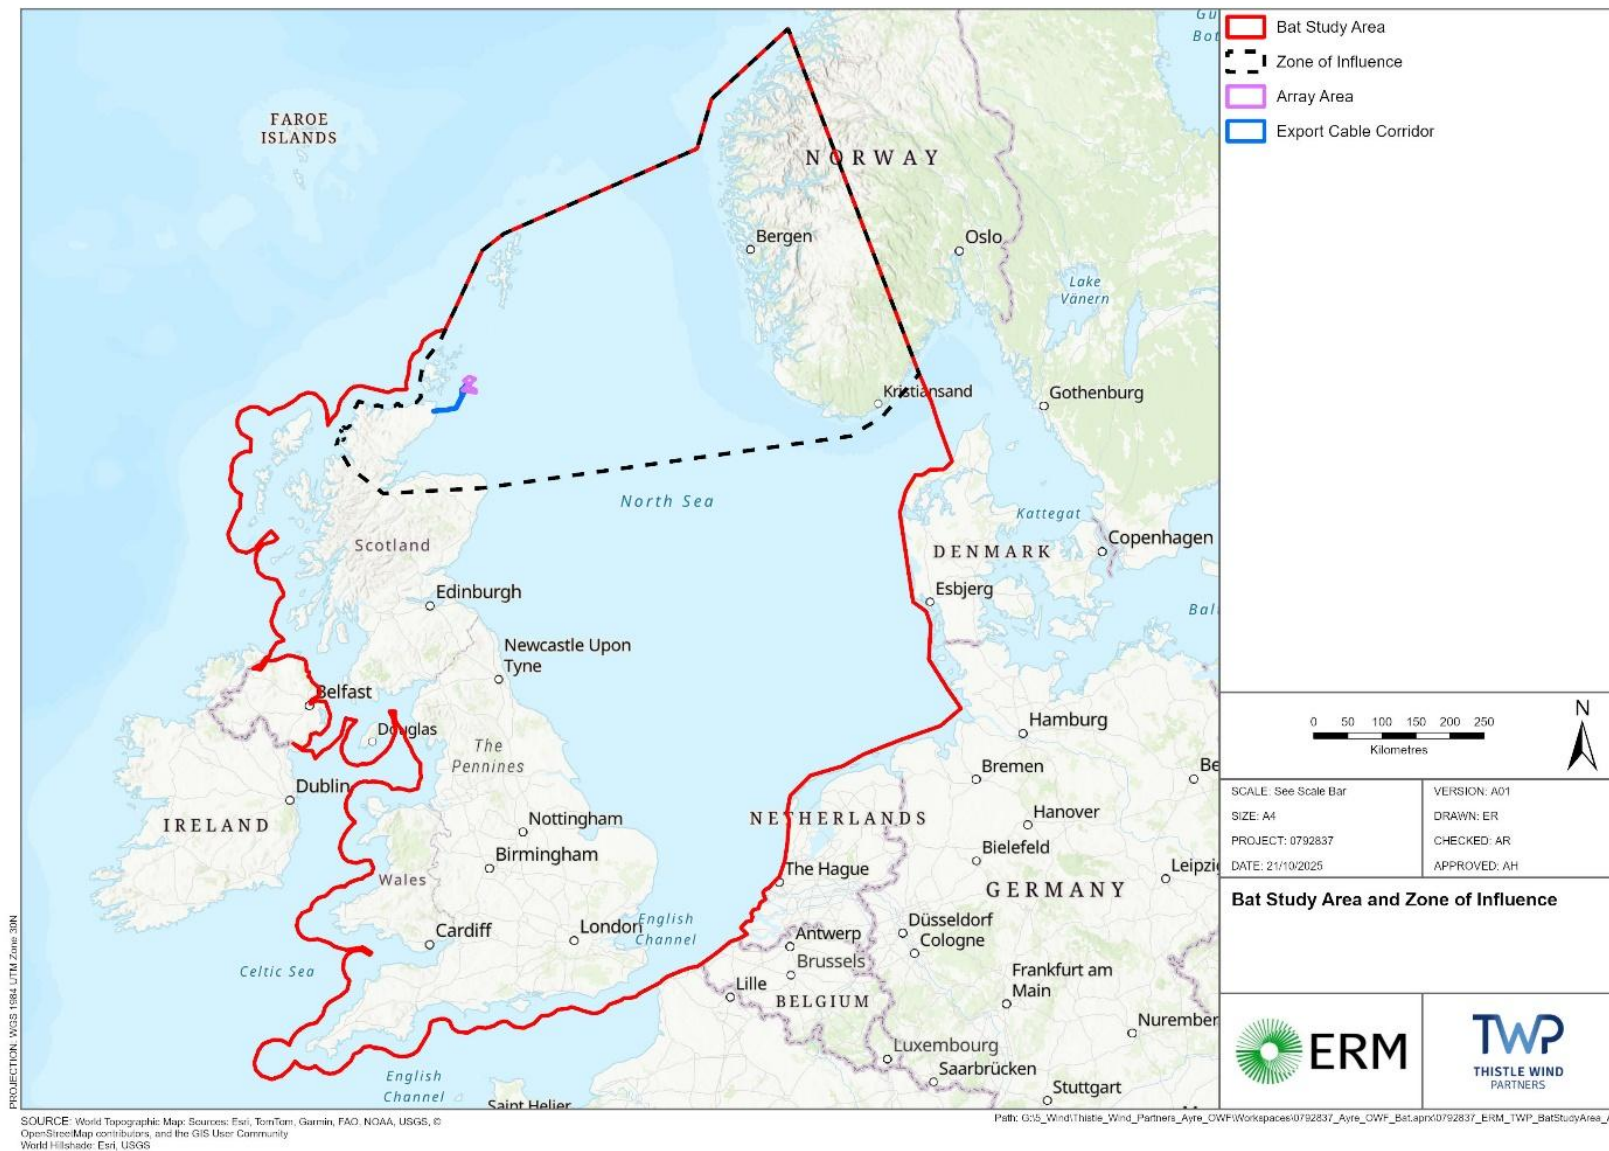 Bat Study Area
Zone of Influence
Array Area
Export Cable Corridor
FAROE
ISLANDS
NORWAY
Bergen
Oslo
Lake
Vänern
Kristiansand
Gothenburg
North Sea
Kattegat
Copenhagen
DENMARK
Scotland
Esbjerg
Edinburgh
Newcastle Upon
Tyne
Belfast
Douglas
The
Pennines
Hamburg
Bremen
Dublin
IRELAND
Nottingham
NETHERLANDS
Hanover
Birmingham
Bielefeld
The Hague
Wales
GERMANY
Cardiff
London
English
Channel
Düsseldorf
Cologne
Antwerp
Brussels
Celtic Sea
Lille
BELGIUM
Frankfurt am
Main
Luxembourg
Saarbrücken
English
Channel
Saint Helier
Stuttgart
N
0 50 100 150 200 250
Kilometres
SCALE: See Scale Bar
VERSION: A01
SIZE: A4
DRAWN: ER
PROJECT: 0792837
CHECKED: AR
DATE: 21/10/2025
APPROVED: AH
Bat Study Area and Zone of Influence
ERM
TWP
THISTLE WIND
PARTNERS
PROJECTION: WGS 1984 UTM Zone 30N
SOURCE: World Topographic Map: Sources: Esri, TomTom, Garmin, FAO, NOAA, USGS, ©
OpenStreetMap contributors, and the GIS User Community
World Hillshade: Esri, USGS
Path: G:\5_Wind\Thistle_Wind_Partners_Ayre_OWF\Workspaces\0792837_Ayre_OWF_Bat.aprx\0792837_ERM_TWP_BatStudyArea_